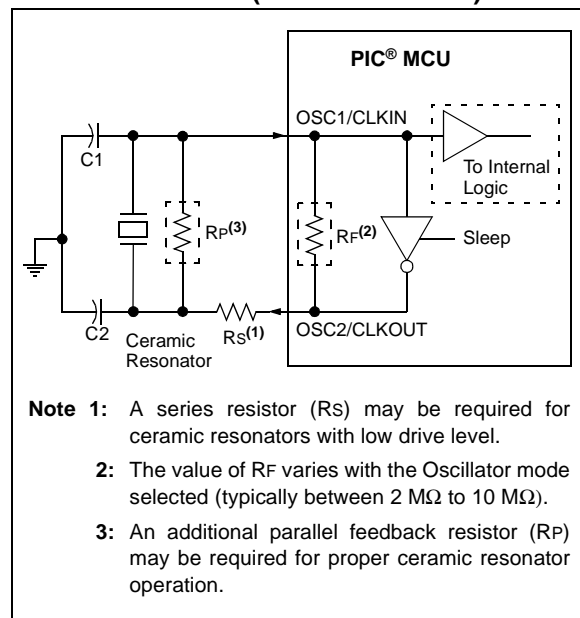 PIC® MCU
OSC1/CLKIN
C1
To Internal
Logic
RP(3)
RF(2)
Sleep
C2
Ceramic
Resonator
RS(1)
OSC2/CLKOUT
Note 1: A series resistor (RS) may be required for
ceramic resonators with low drive level.
2: The value of RF varies with the Oscillator mode
selected (typically between 2 MΩ to 10 MΩ).
3: An additional parallel feedback resistor (RP)
may be required for proper ceramic resonator
operation.